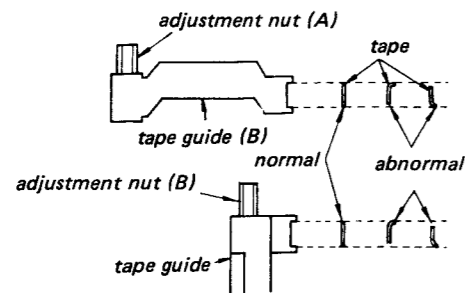 adjustment nut (A)
tape
tape guide (B)
normal
abnormal
adjustment nut (B)
tape guide